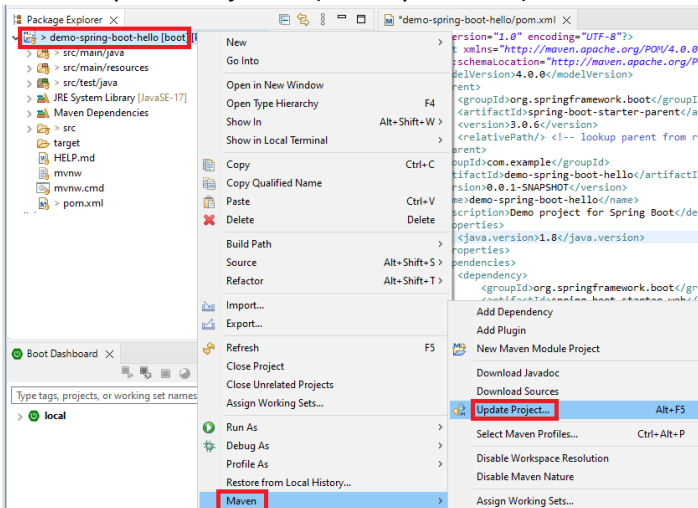 Package Explorer
*demo-spring-boot-hello/pom.xml
> demo-spring-boot-hello [boot]
> src/main/java
> src/main/resources
> src/test/java
JRE System Library [JavaSE-17]
Maven Dependencies
> src
target
HELP.md
mvnw
mvnw.cmd
> pom.xml
New
Go Into
Open in New Window
Open Type Hierarchy F4
Show In Alt+Shift+W >
Show in Local Terminal
Copy Ctrl+C
Copy Qualified Name
Paste Ctrl+V
Delete Delete
Build Path
Source Alt+Shift+S >
Refactor Alt+Shift+T >
Import...
Export...
Refresh F5
Close Project
Close Unrelated Projects
Assign Working Sets...
Run As
Debug As
Profile As
Restore from Local History...
Maven
ersion="1.0" encoding="UTF-8"?>
t xmlns="http://maven.apache.org/POM/4.0.0
:schemaLocation="http://maven.apache.org/P
delVersion>4.0.0</modelVersion>
rent>
<groupId>org.springframework.boot</groupI
<artifactId>spring-boot-starter-parent</a
<version>3.0.6</version>
<relativePath/> <!-- lookup parent from r
arent>
oupId>com.example</groupId>
tifactId>demo-spring-boot-hello</artifactI
rsion>0.0.1-SNAPSHOT</version>
me>demo-spring-boot-hello</name>
scription>Demo project for Spring Boot</de
operties>
<java.version>1.8</java.version>
roperties>
pendencies>
<dependency>
<groupId>org.springframework.boot</gr
<artifactId>spring-boot-starter-web</
Add Dependency
Add Plugin
New Maven Module Project
Download Javadoc
Download Sources
Update Project... Alt+F5
Select Maven Profiles... Ctrl+Alt+P
Disable Workspace Resolution
Disable Maven Nature
Assign Working Sets...
Boot Dashboard
Type tags, projects, or working set names
local